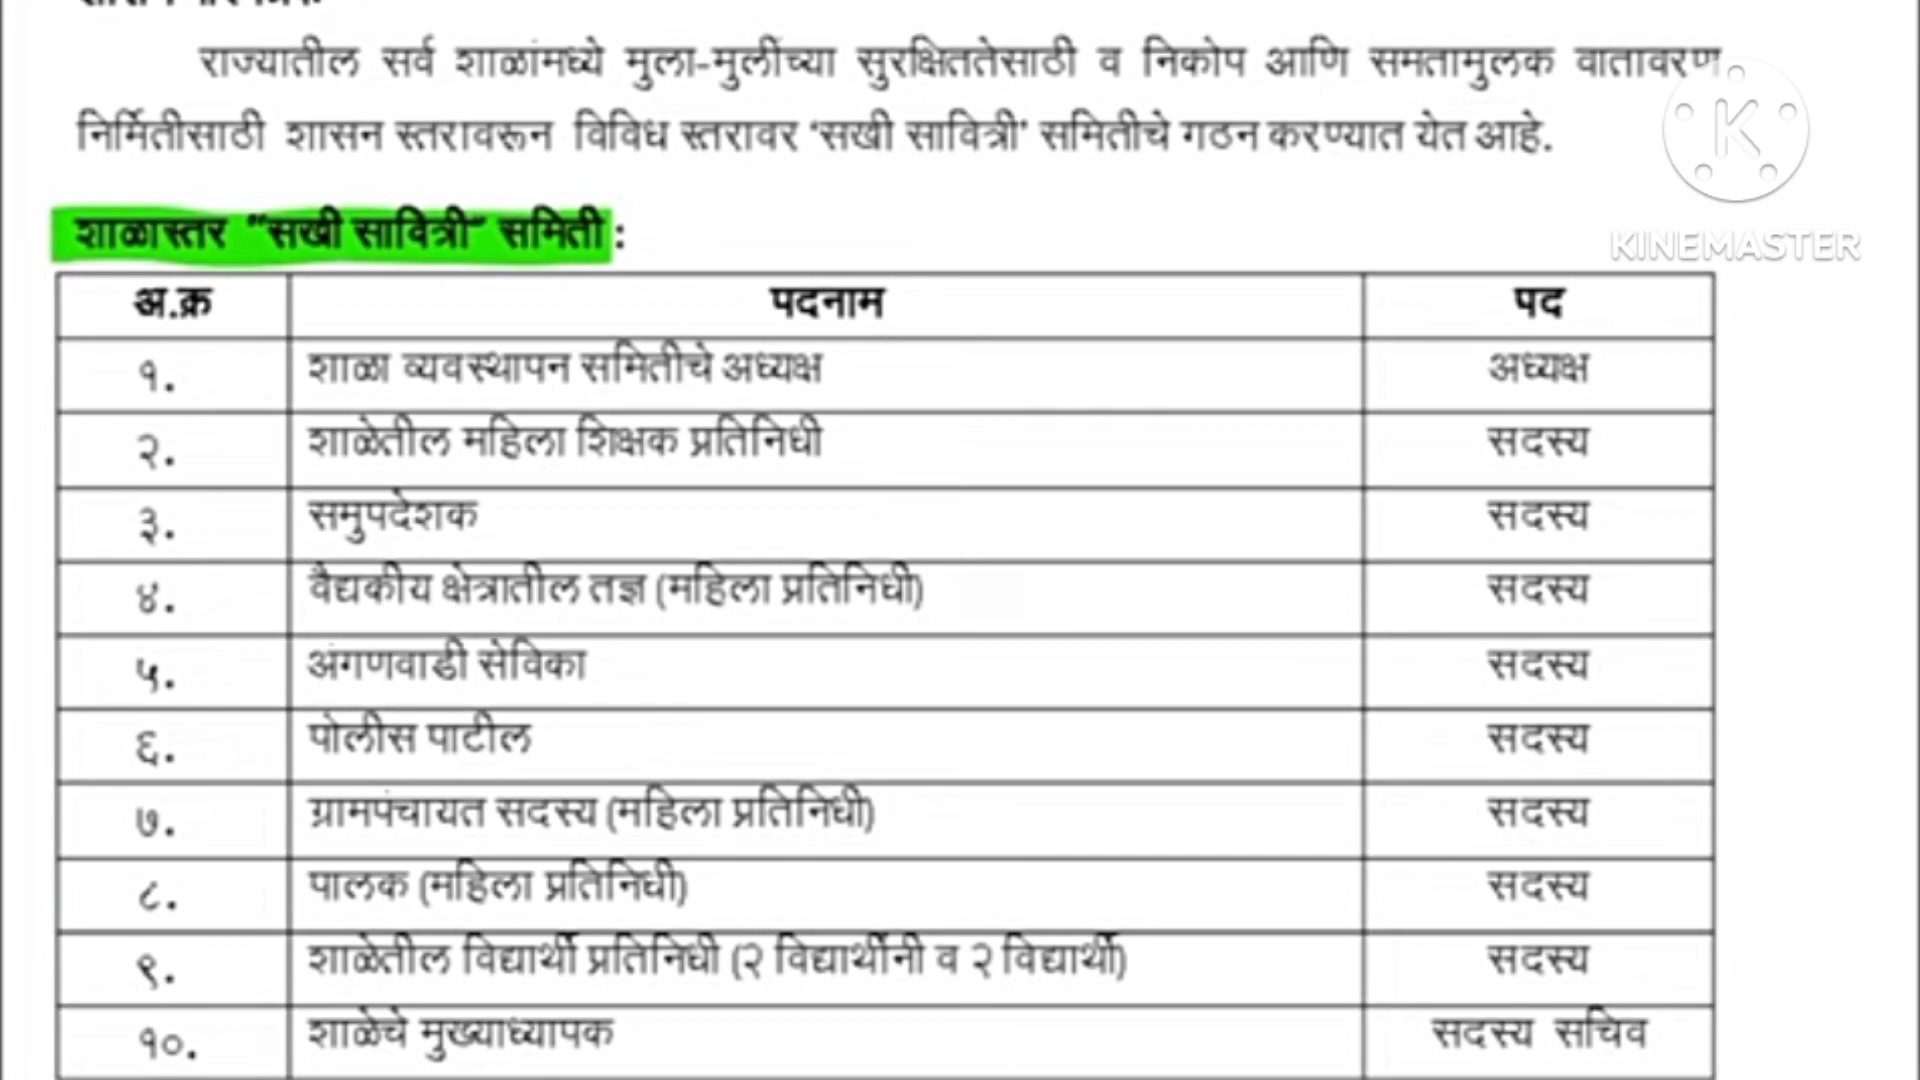 राज्यातील सर्व शाळांमध्ये मुला-मुलींच्या सुरक्षिततेसाठी व निकोप आणि समतामुलक वातावरण
निर्मितीसाठी शासन स्तरावरून विविध स्तरावर ‘सखी सावित्री’ समितीचे गठन करण्यात येत आहे.
KINEMASTER
शाळास्तर “सखी सावित्री” समिती :
अ.क्र पदनाम पद
१. शाळा व्यवस्थापन समितीचे अध्यक्ष अध्यक्ष
२. शाळेतील महिला शिक्षक प्रतिनिधी सदस्य
३. समुपदेशक सदस्य
४. वैद्यकीय क्षेत्रातील तज्ञ (महिला प्रतिनिधी) सदस्य
५. अंगणवाडी सेविका सदस्य
६. पोलीस पाटील सदस्य
७. ग्रामपंचायत सदस्य (महिला प्रतिनिधी) सदस्य
८. पालक (महिला प्रतिनिधी) सदस्य
९. शाळेतील विद्यार्थी प्रतिनिधी (२ विद्यार्थीनी व २ विद्यार्थी) सदस्य
१०. शाळेचे मुख्याध्यापक सदस्य सचिव